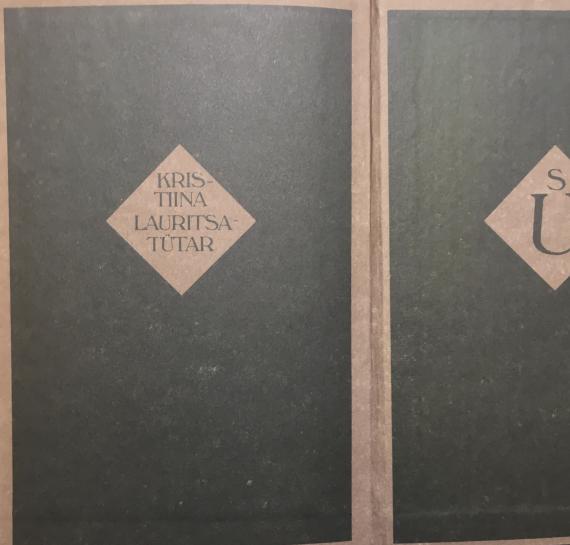 KRIS-
TIINA
LAURITSA-
TÜTAR
S
U